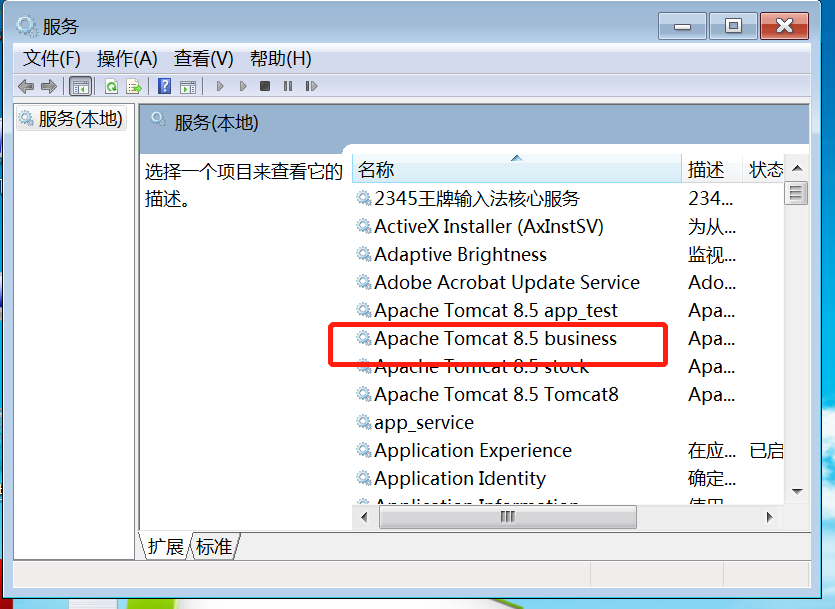 服务
文件(F) 操作(A) 查看(V) 帮助(H)
服务(本地)
服务(本地)
选择一个项目来查看它的
描述。
名称 描述 状态
2345王牌输入法核心服务 234...
ActiveX Installer (AxInstSV) 为从...
Adaptive Brightness 监视...
Adobe Acrobat Update Service Ado...
Apache Tomcat 8.5 app_test Apa...
Apache Tomcat 8.5 business Apa...
Apache Tomcat 8.5 stock Apa...
Apache Tomcat 8.5 Tomcat8 Apa...
app_service
Application Experience 在应... 已启
Application Identity 确定...
Application Information 使用...
扩展 标准